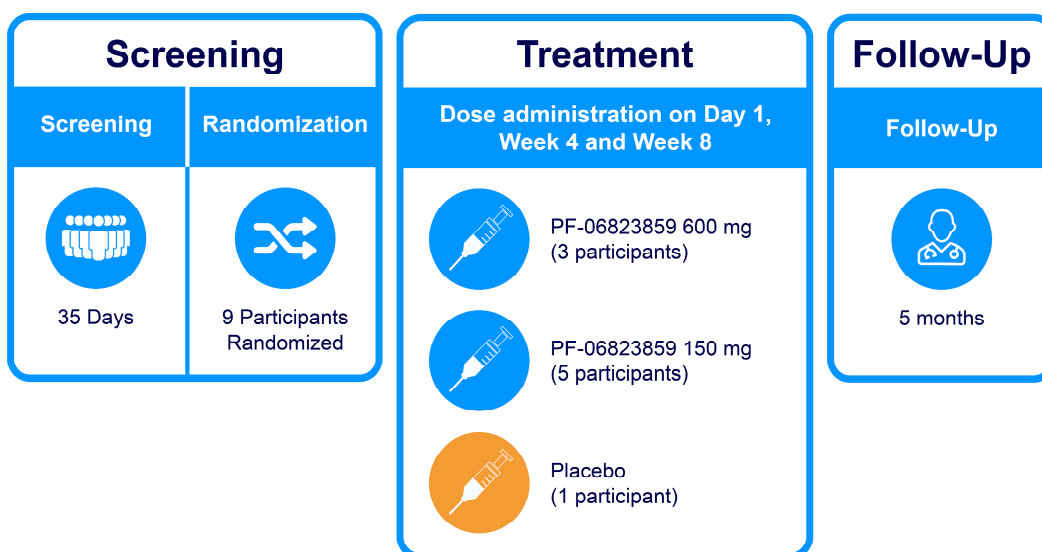 Screening
Screening
Randomization
35 Days
9 Participants
Randomized
Treatment
Dose administration on Day 1,
Week 4 and Week 8
PF-06823859 600 mg
(3 participants)
PF-06823859 150 mg
(5 participants)
Placebo
(1 participant)
Follow-Up
Follow-Up
5 months